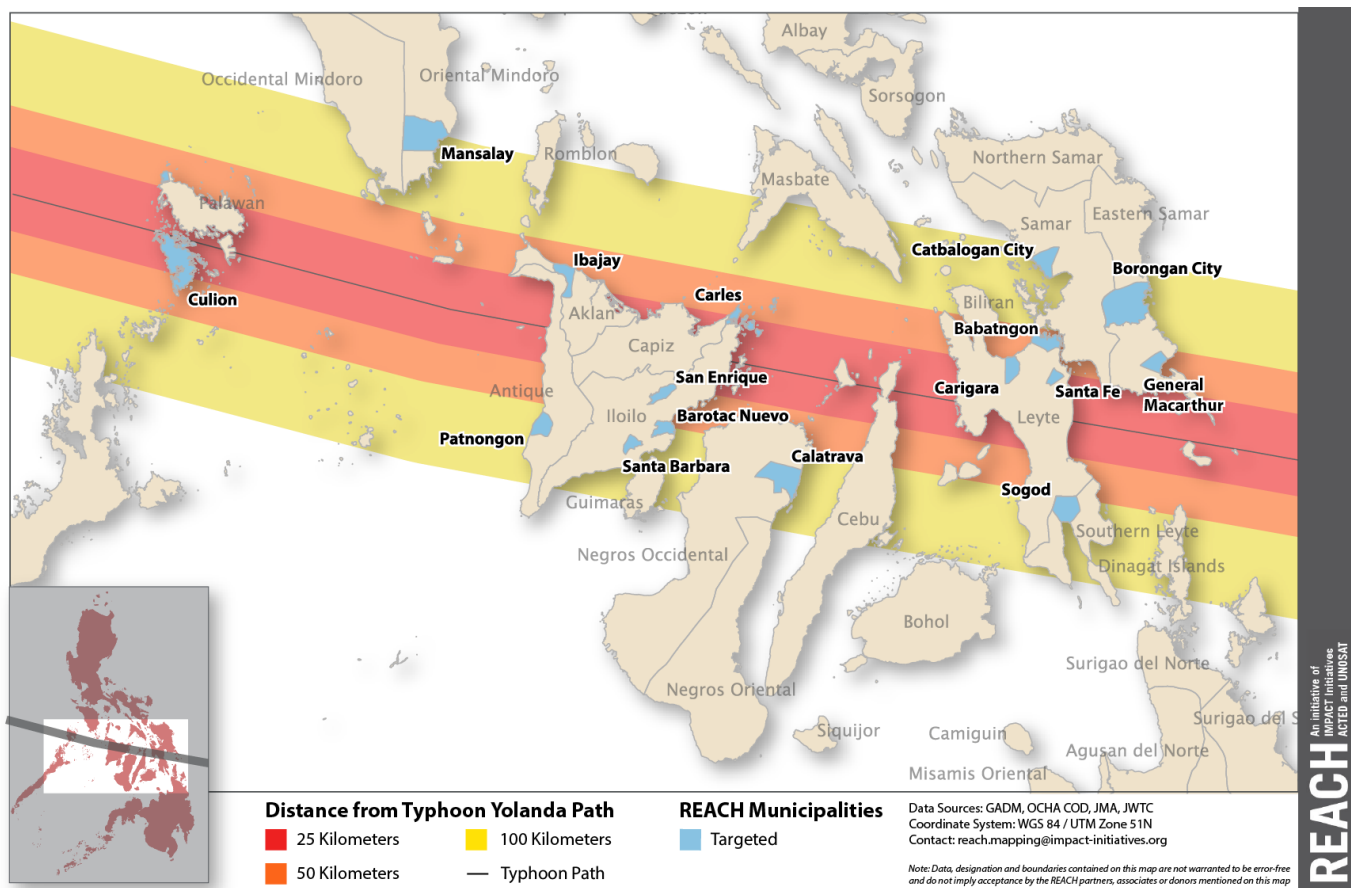 Albay
Occidental Mindoro
Oriental Mindoro
Sorsogon
Mansalay
Romblon
Northern Samar
Masbate
Palawan
Samar
Eastern Samar
Catbalogan City
Ibajay
Borongan City
Culion
Carles
Biliran
Aklan
Babatngon
Capiz
San Enrique
Antique
Carigara
Santa Fe
General
Macarthur
Iloilo
Barotac Nuevo
Leyte
Patnongon
Calatrava
Santa Barbara
Sogod
Guimaras
Cebu
Southern Leyte
Negros Occidental
Dinagat Islands
Bohol
Surigao del Norte
Negros Oriental
Surigao del S
Siquijor
Camiguin
Agusan del Norte
Misamis Oriental
Distance from Typhoon Yolanda Path
25 Kilometers
100 Kilometers
50 Kilometers
Typhoon Path
REACH Municipalities
Targeted
Data Sources: GADM, OCHA COD, JMA, JWTC
Coordinate System: WGS 84 / UTM Zone 51N
Contact: reach.mapping@impact-initiatives.org
Note: Data, designation and boundaries contained on this map are not warranted to be error-free
and do not imply acceptance by the REACH partners, associates or donors mentioned on this map
REACH
An initiative of
IMPACT Initiatives
ACTED and UNOSAT